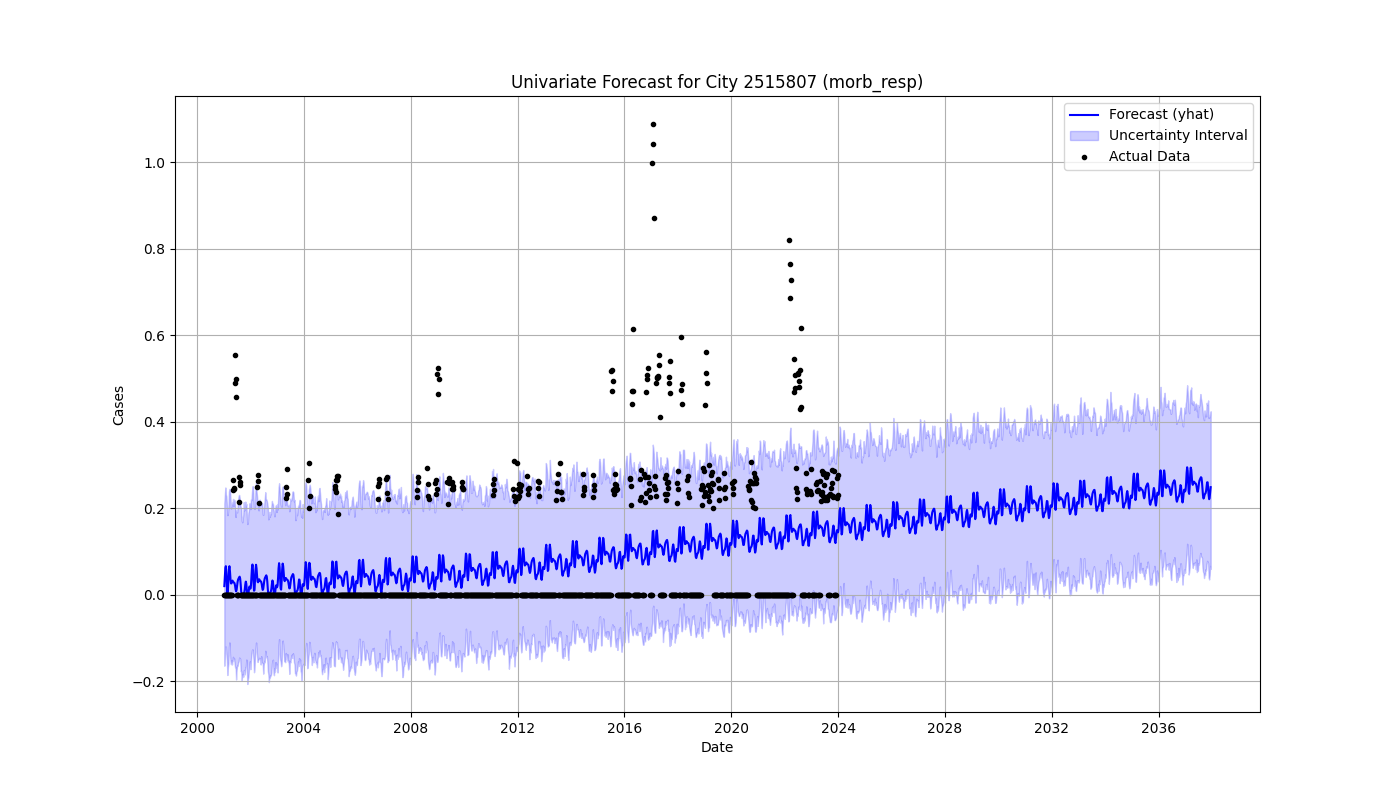 Univariate Forecast for City 2515807 (morb_resp)
Forecast (yhat)
Uncertainty Interval
Actual Data
Cases
1.0
0.8
0.6
0.4
0.2
0.0
−0.2
2000 2004 2008 2012 2016 2020 2024 2028 2032 2036
Date